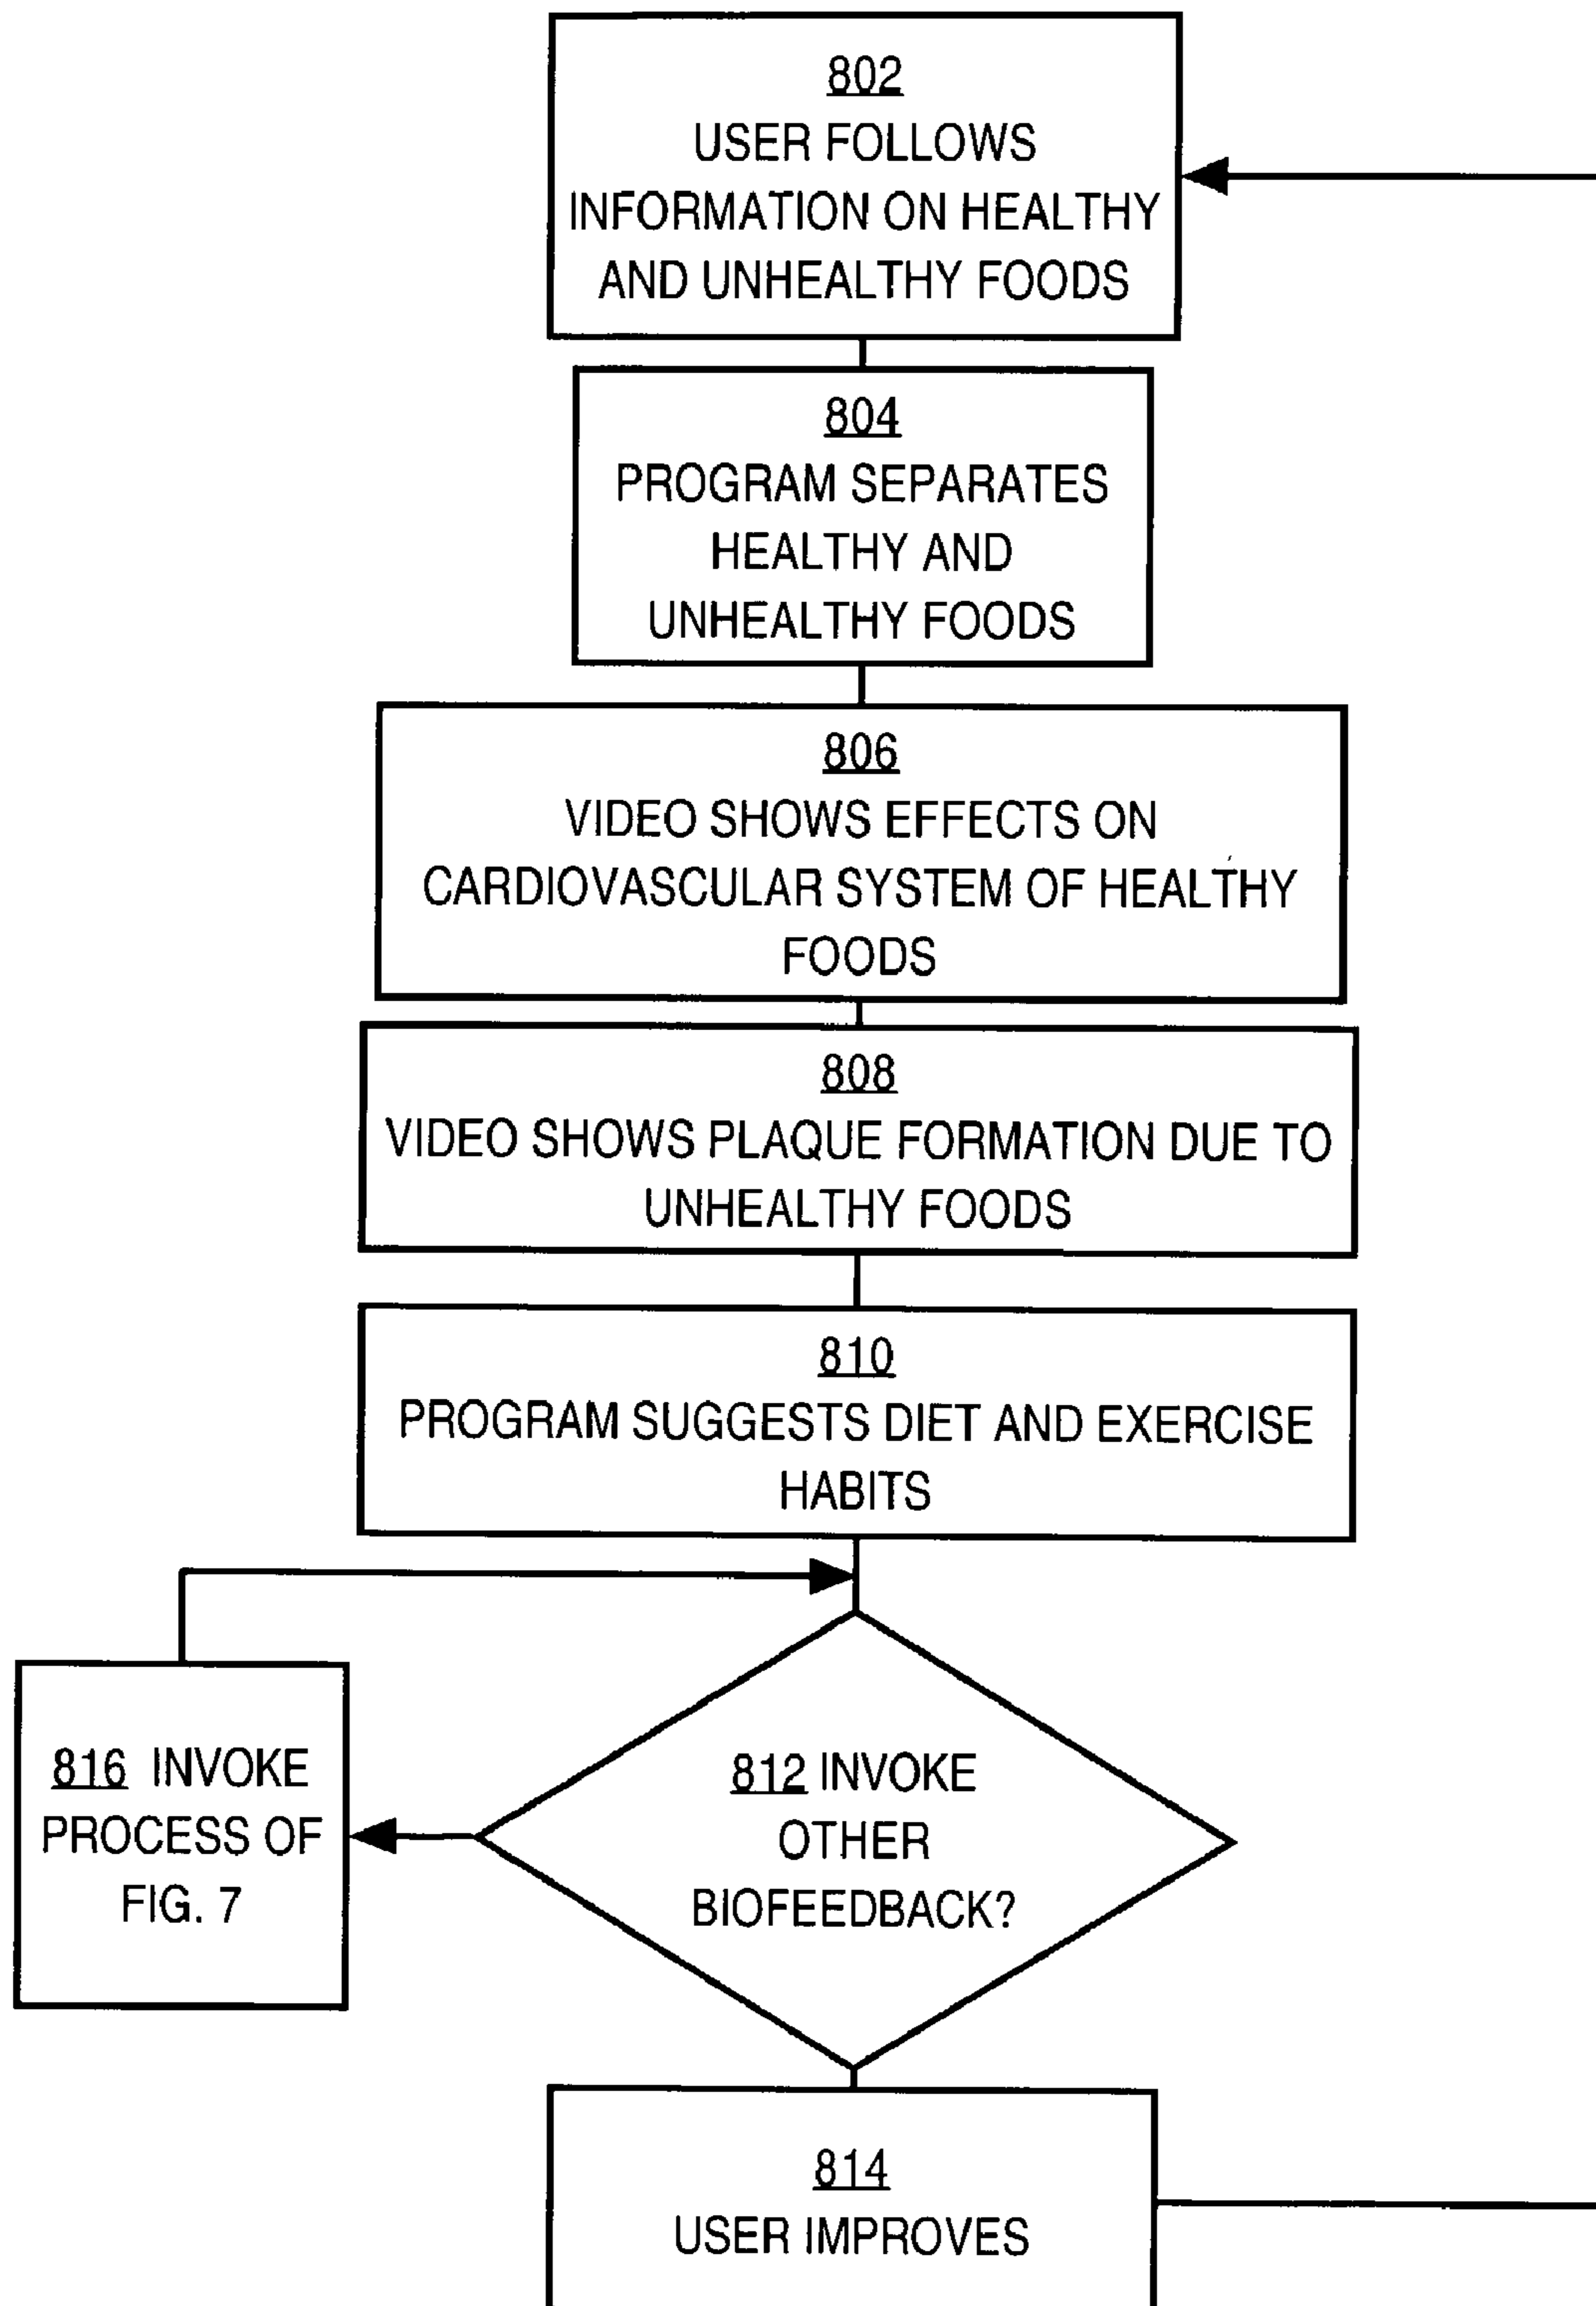 802
USER FOLLOWS
INFORMATION ON HEALTHY
AND UNHEALTHY FOODS
804
PROGRAM SEPARATES
HEALTHY AND
UNHEALTHY FOODS
806
VIDEO SHOWS EFFECTS ON
CARDIOVASCULAR SYSTEM OF HEALTHY
FOODS
808
VIDEO SHOWS PLAQUE FORMATION DUE TO
UNHEALTHY FOODS
810
PROGRAM SUGGESTS DIET AND EXERCISE
HABITS
816 INVOKE
PROCESS OF
FIG. 7
812 INVOKE
OTHER
BIOFEEDBACK?
814
USER IMPROVES